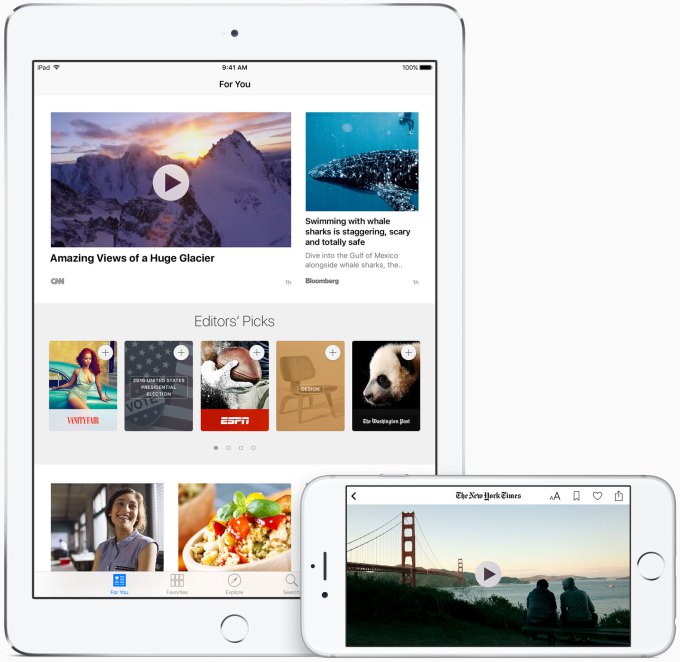 iPad
9:41 AM
100%
For You
Amazing Views of a Huge Glacier
CNN
1h
Swimming with whale
sharks is staggering, scary
and totally safe
Dive into the Gulf of Mexico
alongside whale sharks, the..
Bloomberg
1h
Editors' Picks
VANITY FAIR
2016 UNITED STATES
PRESIDENTIAL
ELECTION
VOTE
ESPN
DESIGN
The Washington Post
For You
Favorites
Explore
Search
The New York Times
AA